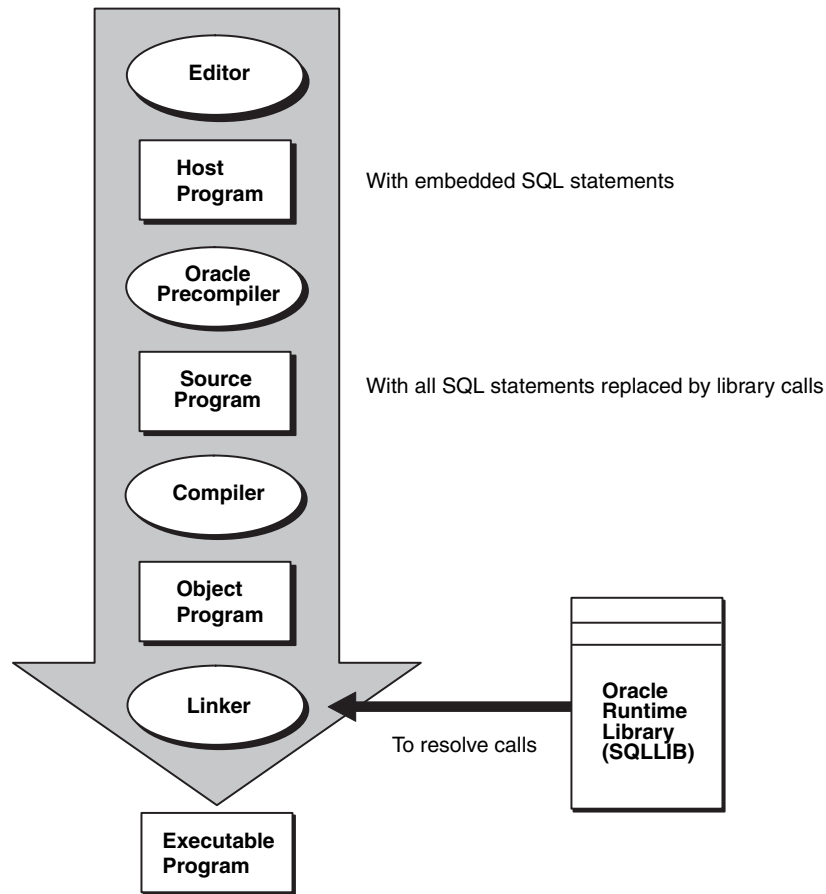 Editor
Host
Program
With embedded SQL statements
Oracle
Precompiler
Source
Program
With all SQL statements replaced by library calls
Compiler
Object
Program
Linker
To resolve calls
Oracle
Runtime
Library
(SQLLIB)
Executable
Program